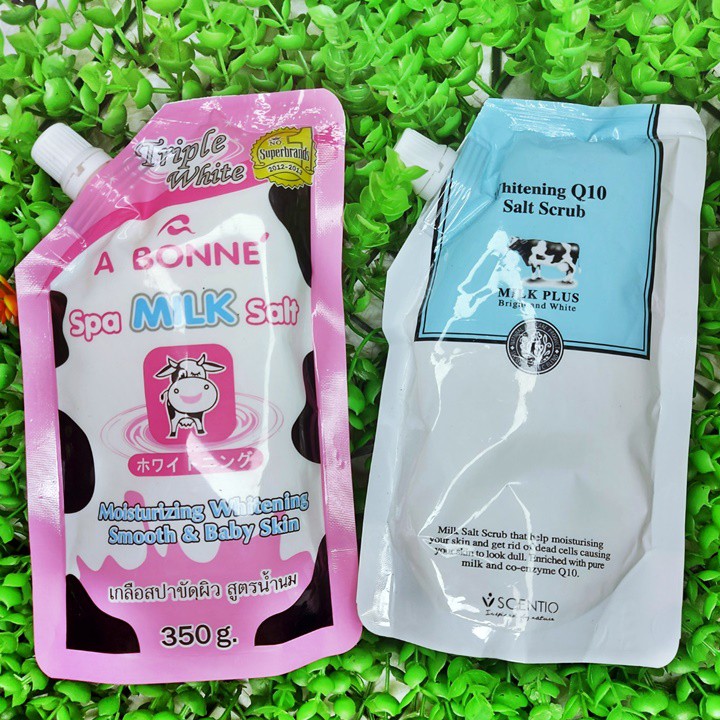 Triple
White
No
Superbrands
2012-2013
A BONNÉ
Spa MILK Salt
ホワイトニング
Moisturizing Whitening
Smooth & Baby Skin
เกลือสปาขัดผิว สูตรน้ำนม
350 g.
Whitening Q10
Salt Scrub
MILK PLUS
Bright and White
Milk Salt Scrub that help moisturising
your skin and get rid of dead cells causing
your skin to look dull. Enriched with pure
milk and co-enzyme Q10.
SCENTIO
Inspired by nature